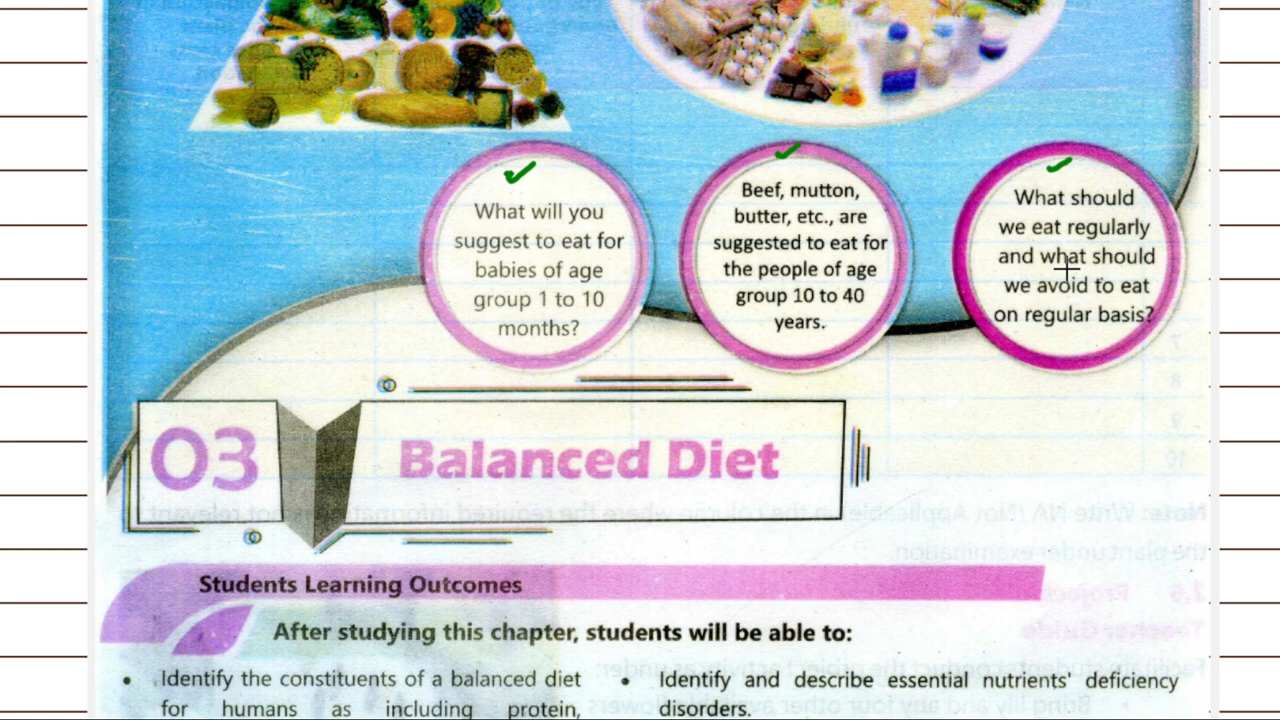 What will you
suggest to eat for
babies of age
group 1 to 10
months?
Beef, mutton,
butter, etc., are
suggested to eat for
the people of age
group 10 to 40
years.
What should
we eat regularly
and what should
we avoid to eat
on regular basis?
03
Balanced Diet
Students Learning Outcomes
After studying this chapter, students will be able to:
Identify the constituents of a balanced diet
for humans as including protein,
Identify and describe essential nutrients' deficiency
disorders.